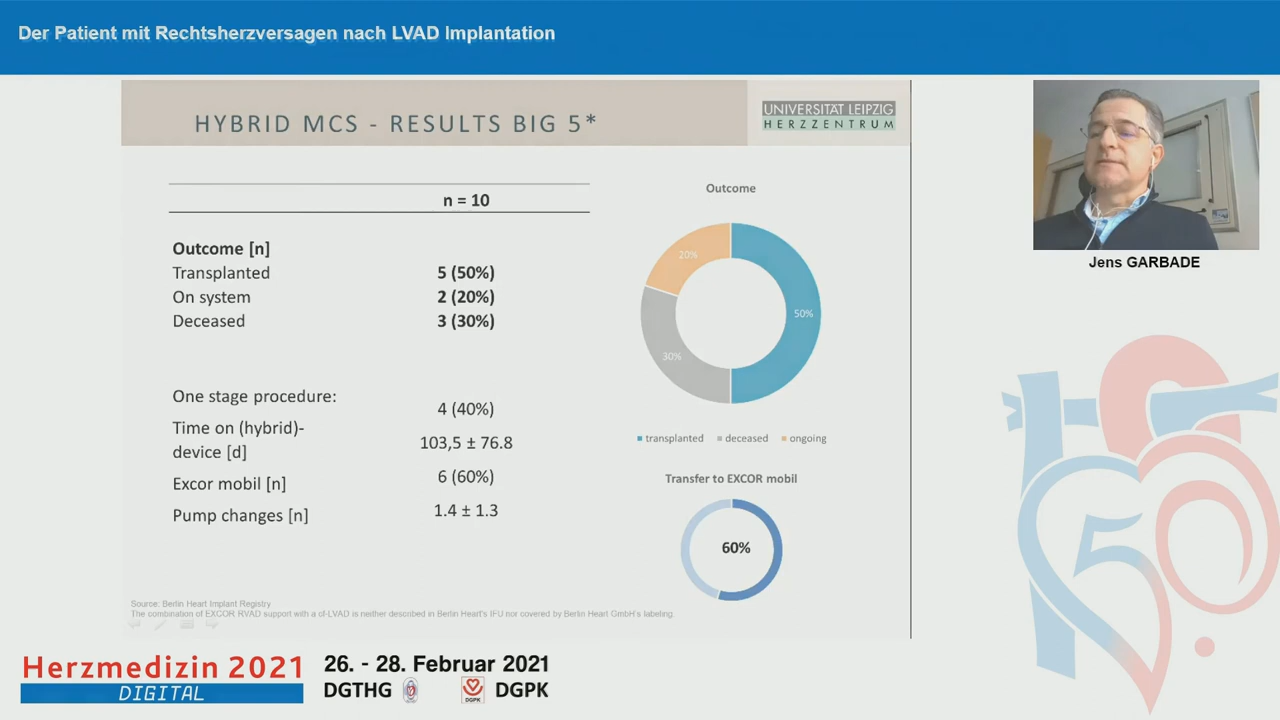 Der Patient mit Rechtsherzversagen nach LVAD Implantation
HYBRID MCS - RESULTS BIG 5*
UNIVERSITÄT LEIPZIG
HERZZENTRUM
Jens GARBADE
n = 10
Outcome [n]
Transplanted 5 (50%)
On system 2 (20%)
Deceased 3 (30%)
One stage procedure: 4 (40%)
Time on (hybrid)-
device [d] 103,5 ± 76.8
Excor mobil [n] 6 (60%)
Pump changes [n] 1.4 ± 1.3
Outcome
20%
50%
30%
transplanted deceased ongoing
Transfer to EXCOR mobil
60%
Source: Berlin Heart Implant Registry
The combination of EXCOR RVAD support with a cf-LVAD is neither described in Berlin Heart's IFU nor covered by Berlin Heart GmbH's labeling.
Herzmedizin 2021
DIGITAL
26. - 28. Februar 2021
DGTHG DGPK DGPK
50